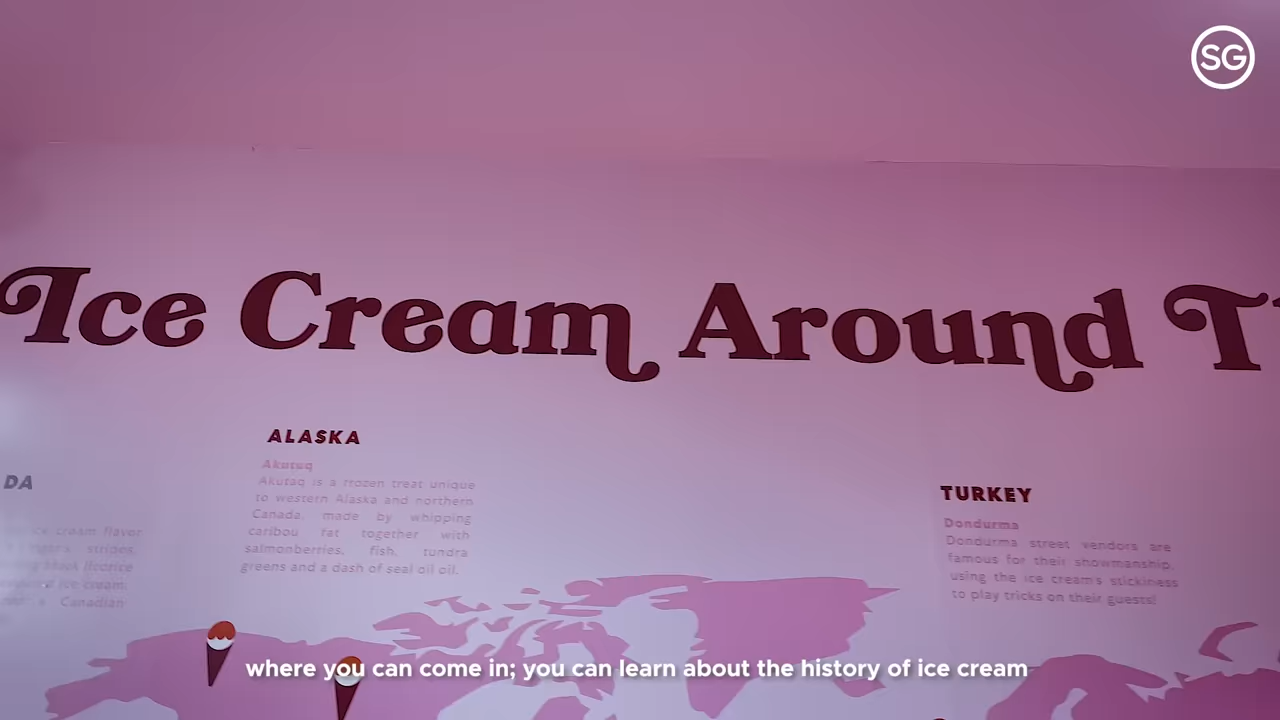 SG
Ice Cream Around T
ALASKA
Akutuq
Akutaq is a frozen treat unique
to western Alaska and northern
Canada, made by whipping
caribou fat together with
salmonberries, fish, tundra
greens and a dash of seal oil oil.
DA
ice cream flavor
stripes,
black licorice
ice cream.
Canadian
TURKEY
Dondurma
Dondurma street vendors are
famous for their showmanship,
using the ice cream's stickiness
to play tricks on their guests!
where you can come in; you can learn about the history of ice cream